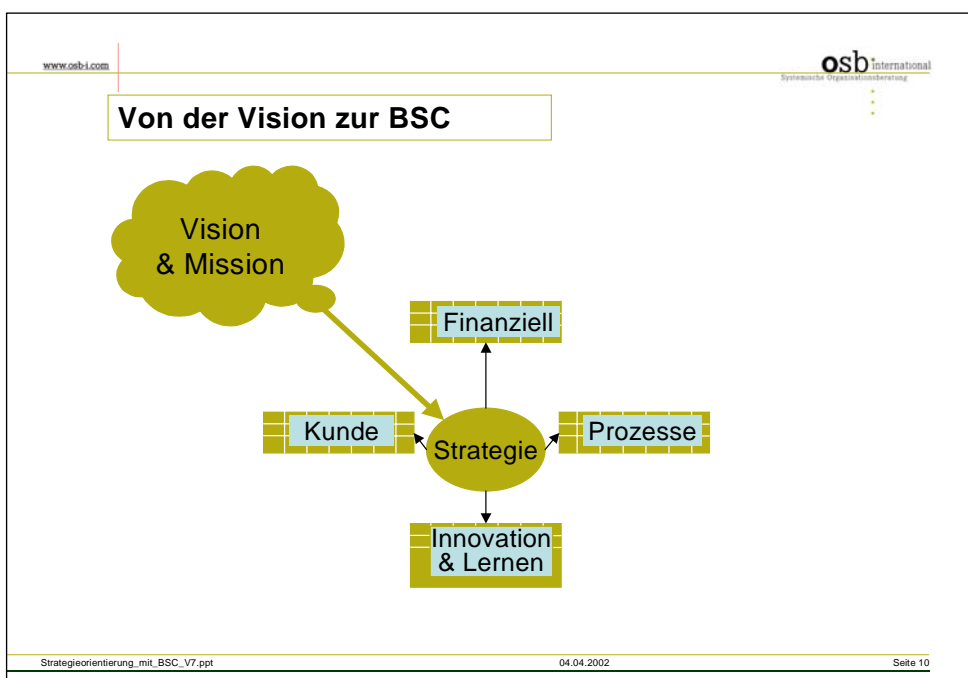 www.osb-i.com
osb international
Systemische Organisationsberatung
Von der Vision zur BSC
Vision
& Mission
Finanziell
Kunde
Strategie
Prozesse
Innovation
& Lernen
Strategieorientierung_mit_BSC_V7.ppt 04.04.2002 Seite 10